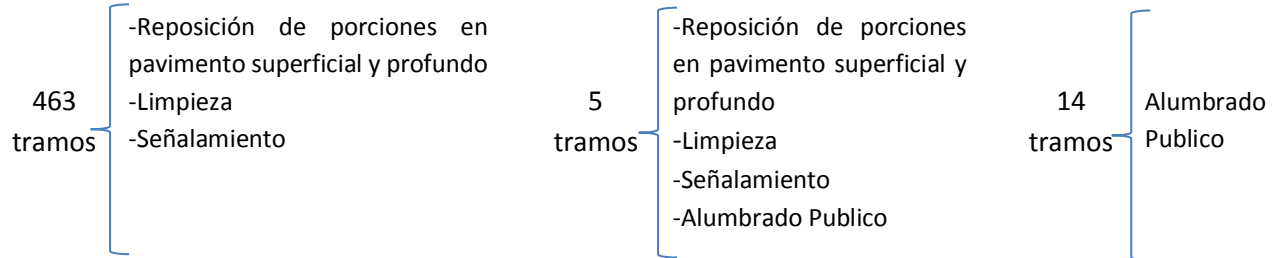 463
tramos
-Reposición de porciones en
pavimento superficial y profundo
-Limpieza
-Señalamiento
5
tramos
-Reposición de porciones
en pavimento superficial y
profundo
-Limpieza
-Señalamiento
-Alumbrado Publico
14
tramos
Alumbrado
Publico